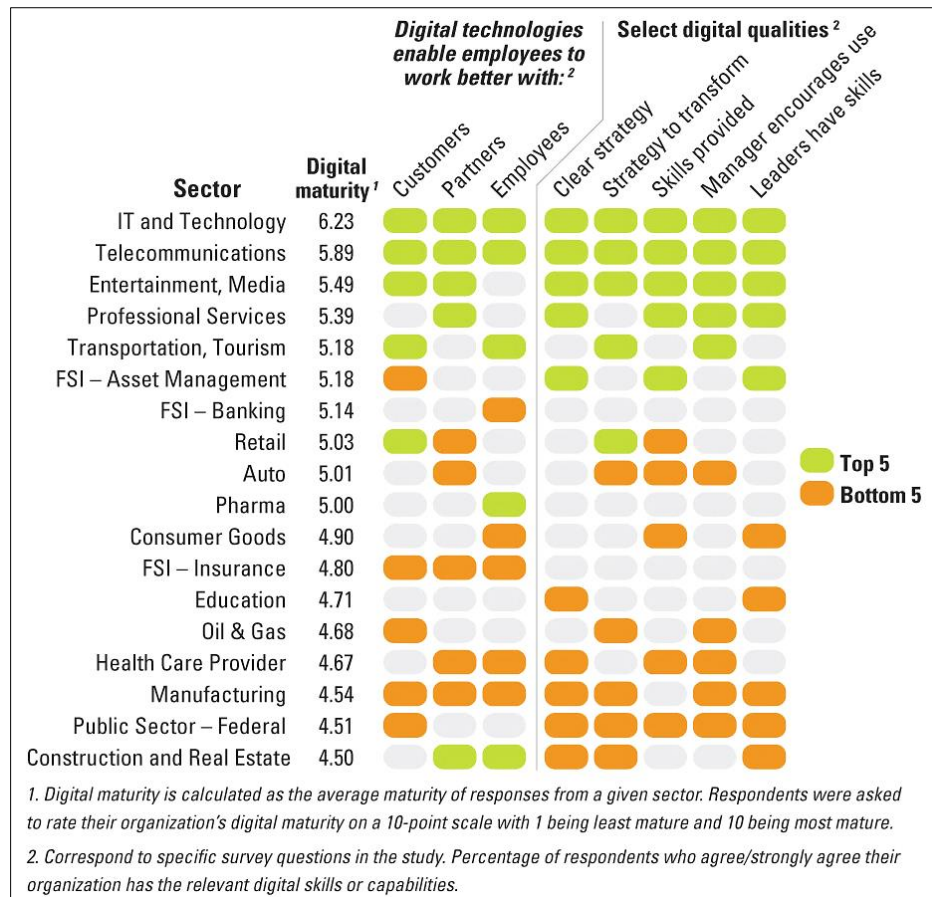 Digital technologies
enable employees to
work better with: 2
Select digital qualities 2
Sector
Digital
maturity 1
Customers
Partners
Employees
Clear strategy
Strategy to transform
Skills provided
Manager encourages use
Leaders have skills
IT and Technology 6.23
Telecommunications 5.89
Entertainment, Media 5.49
Professional Services 5.39
Transportation, Tourism 5.18
FSI – Asset Management 5.18
FSI – Banking 5.14
Retail 5.03
Auto 5.01
Pharma 5.00
Consumer Goods 4.90
FSI – Insurance 4.80
Education 4.71
Oil & Gas 4.68
Health Care Provider 4.67
Manufacturing 4.54
Public Sector – Federal 4.51
Construction and Real Estate 4.50
Top 5
Bottom 5
1. Digital maturity is calculated as the average maturity of responses from a given sector. Respondents were asked
to rate their organization's digital maturity on a 10-point scale with 1 being least mature and 10 being most mature.
2. Correspond to specific survey questions in the study. Percentage of respondents who agree/strongly agree their
organization has the relevant digital skills or capabilities.